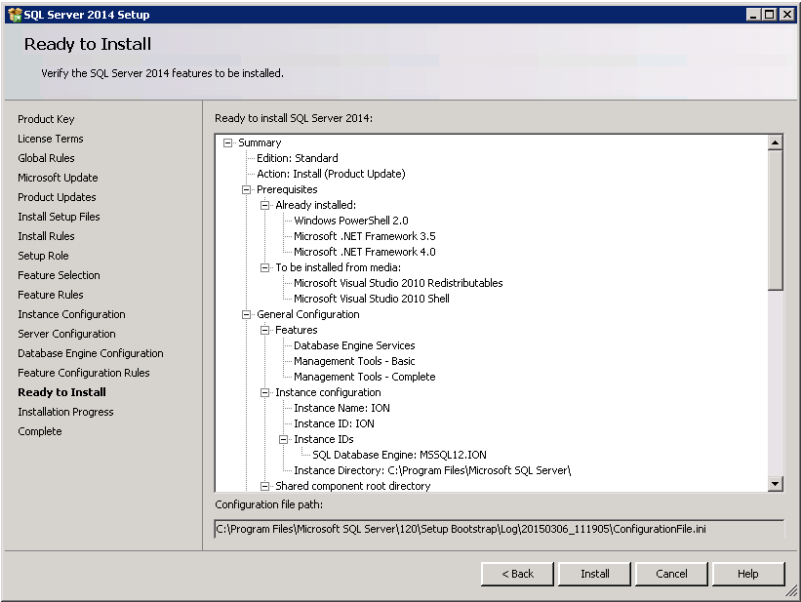 SQL Server 2014 Setup
Ready to Install
Verify the SQL Server 2014 features to be installed.
Product Key
License Terms
Global Rules
Microsoft Update
Product Updates
Install Setup Files
Install Rules
Setup Role
Feature Selection
Feature Rules
Instance Configuration
Server Configuration
Database Engine Configuration
Feature Configuration Rules
Ready to Install
Installation Progress
Complete
Ready to install SQL Server 2014:
Summary
Edition: Standard
Action: Install (Product Update)
Prerequisites
Already installed:
Windows PowerShell 2.0
Microsoft .NET Framework 3.5
Microsoft .NET Framework 4.0
To be installed from media:
Microsoft Visual Studio 2010 Redistributables
Microsoft Visual Studio 2010 Shell
General Configuration
Features
Database Engine Services
Management Tools - Basic
Management Tools - Complete
Instance configuration
Instance Name: ION
Instance ID: ION
Instance IDs
SQL Database Engine: MSSQL12.ION
Instance Directory: C:\Program Files\Microsoft SQL Server\
Shared component root directory
Configuration file path:
C:\Program Files\Microsoft SQL Server\120\Setup Bootstrap\Log\20150306_111905\ConfigurationFile.ini
< Back
Install
Cancel
Help